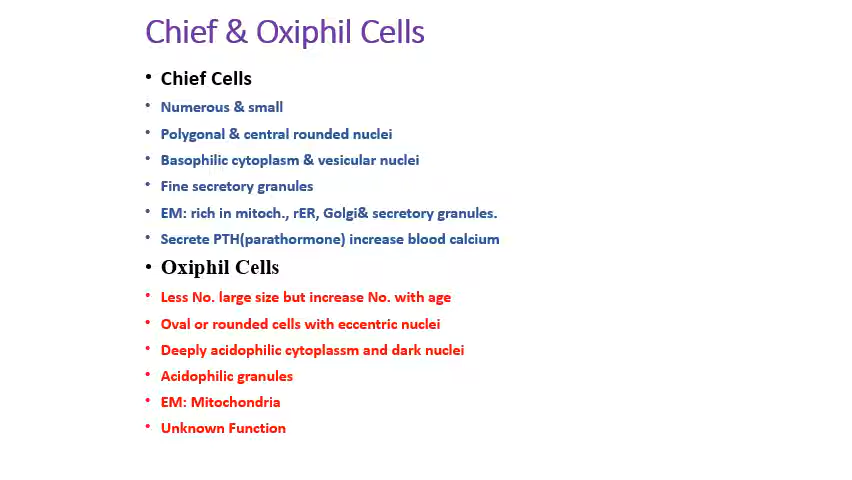 Chief & Oxiphil Cells
• Chief Cells
• Numerous & small
• Polygonal & central rounded nuclei
• Basophilic cytoplasm & vesicular nuclei
• Fine secretory granules
• EM: rich in mitoch., rER, Golgi& secretory granules.
• Secrete PTH(parathormone) increase blood calcium
• Oxiphil Cells
• Less No. large size but increase No. with age
• Oval or rounded cells with eccentric nuclei
• Deeply acidophilic cytoplassm and dark nuclei
• Acidophilic granules
• EM: Mitochondria
• Unknown Function